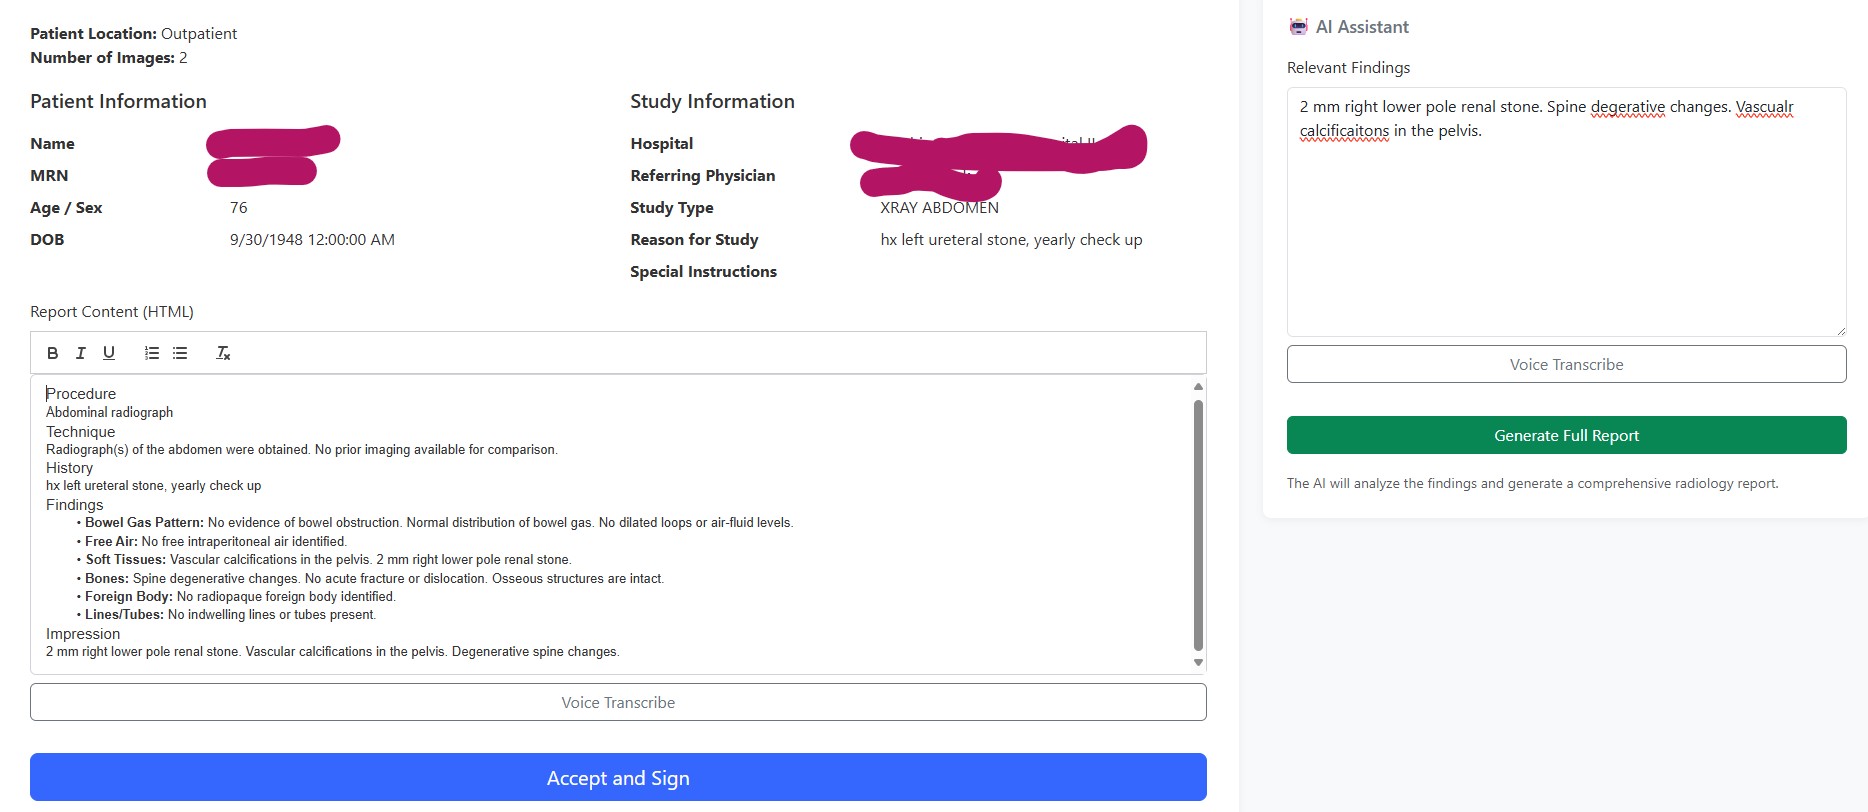 Patient Location: Outpatient
Number of Images: 2
Patient Information
Name
MRN
Age / Sex 76
DOB 9/30/1948 12:00:00 AM
Study Information
Hospital
Referring Physician
Study Type XRAY ABDOMEN
Reason for Study hx left ureteral stone, yearly check up
Special Instructions
Report Content (HTML)
B I U
Procedure
Abdominal radiograph
Technique
Radiograph(s) of the abdomen were obtained. No prior imaging available for comparison.
History
hx left ureteral stone, yearly check up
Findings
• Bowel Gas Pattern: No evidence of bowel obstruction. Normal distribution of bowel gas. No dilated loops or air-fluid levels.
• Free Air: No free intraperitoneal air identified.
• Soft Tissues: Vascular calcifications in the pelvis. 2 mm right lower pole renal stone.
• Bones: Spine degenerative changes. No acute fracture or dislocation. Osseous structures are intact.
• Foreign Body: No radiopaque foreign body identified.
• Lines/Tubes: No indwelling lines or tubes present.
Impression
2 mm right lower pole renal stone. Vascular calcifications in the pelvis. Degenerative spine changes.
Voice Transcribe
Accept and Sign
AI Assistant
Relevant Findings
2 mm right lower pole renal stone. Spine degerative changes. Vascualr
calcificaitons in the pelvis.
Voice Transcribe
Generate Full Report
The AI will analyze the findings and generate a comprehensive radiology report.